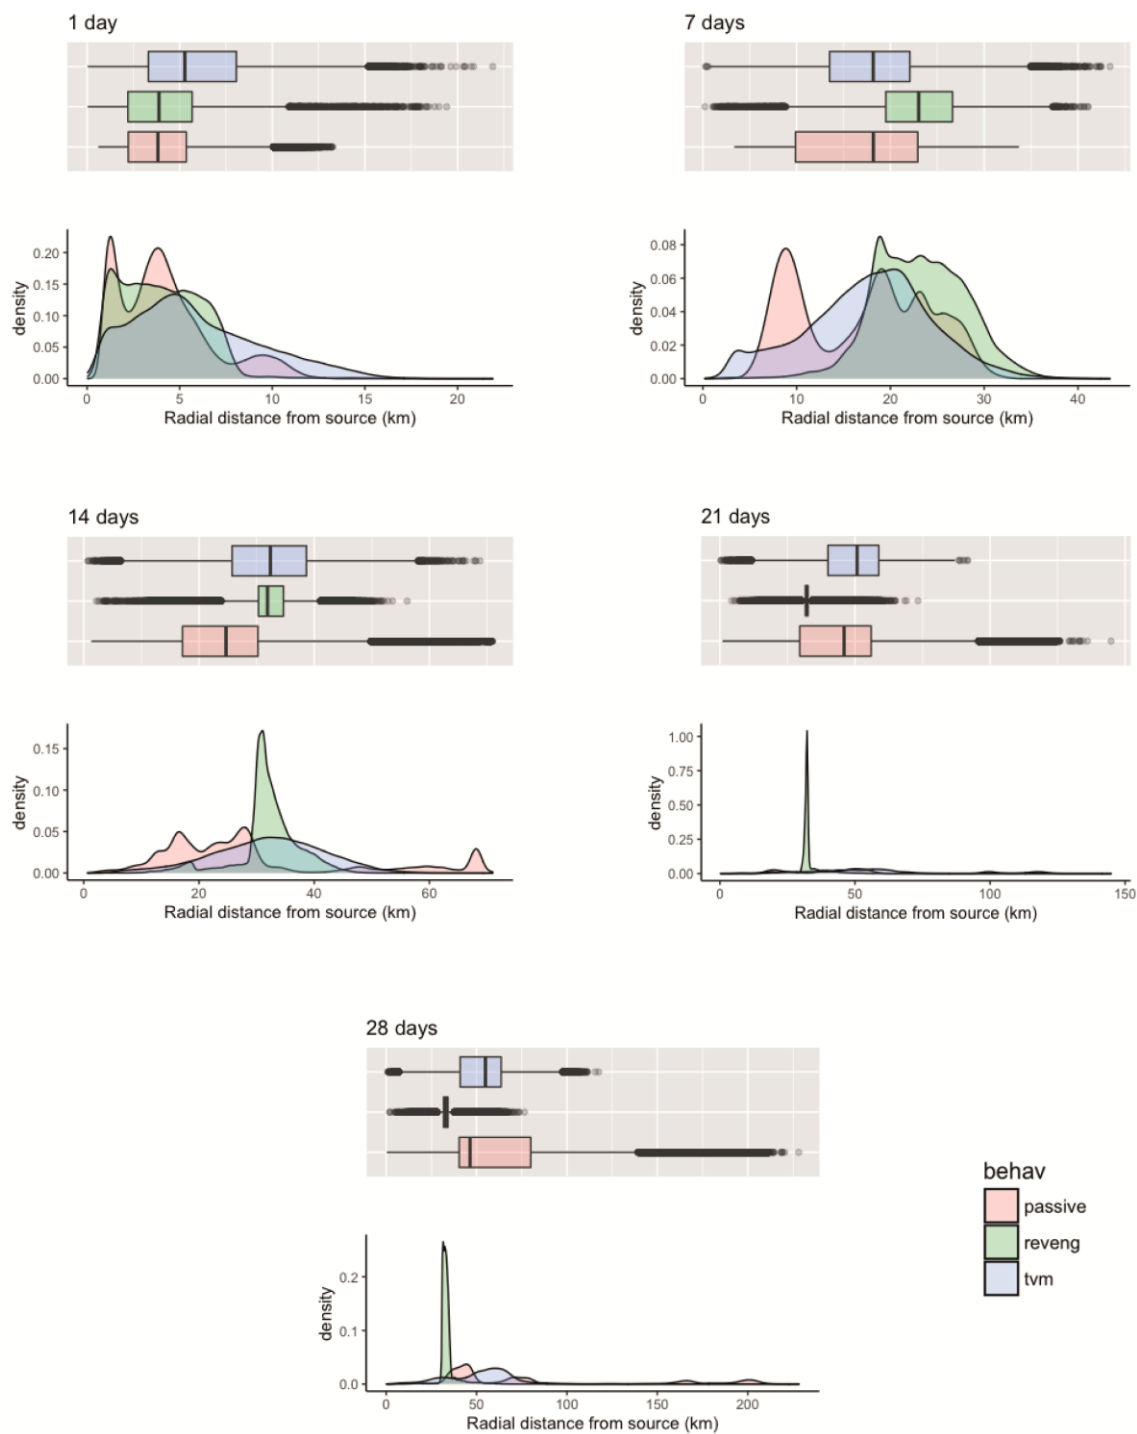 1 day
0.20
0.15
0.10
0.05
0.00
density
0 5 10 15 20
Radial distance from source (km)
7 days
0.08
0.06
0.04
0.02
0.00
density
0 10 20 30 40
Radial distance from source (km)
14 days
0.15
0.10
0.05
0.00
density
0 20 40 60
Radial distance from source (km)
21 days
1.00
0.75
0.50
0.25
0.00
density
0 50 100 150
Radial distance from source (km)
28 days
0.2
0.1
0.0
density
0 50 100 150 200
Radial distance from source (km)
behav
passive
reveng
tvm